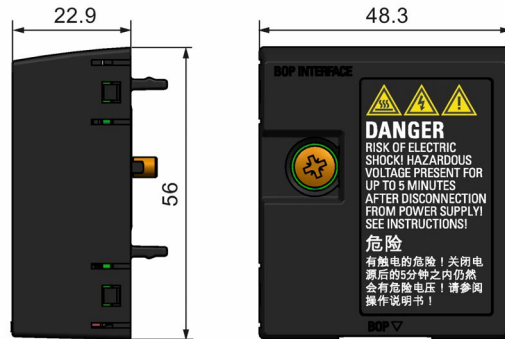 22.9
48.3
56
BOP INTERFACE
DANGER
RISK OF ELECTRIC
SHOCK! HAZARDOUS
VOLTAGE PRESENT FOR
UP TO 5 MINUTES
AFTER DISCONNECTION
FROM POWER SUPPLY!
SEE INSTRUCTIONS!
危险
有触电的危险！关闭电
源后的5分钟之内仍然
会有危险电压！请参阅
操作说明书！
BOP ▽